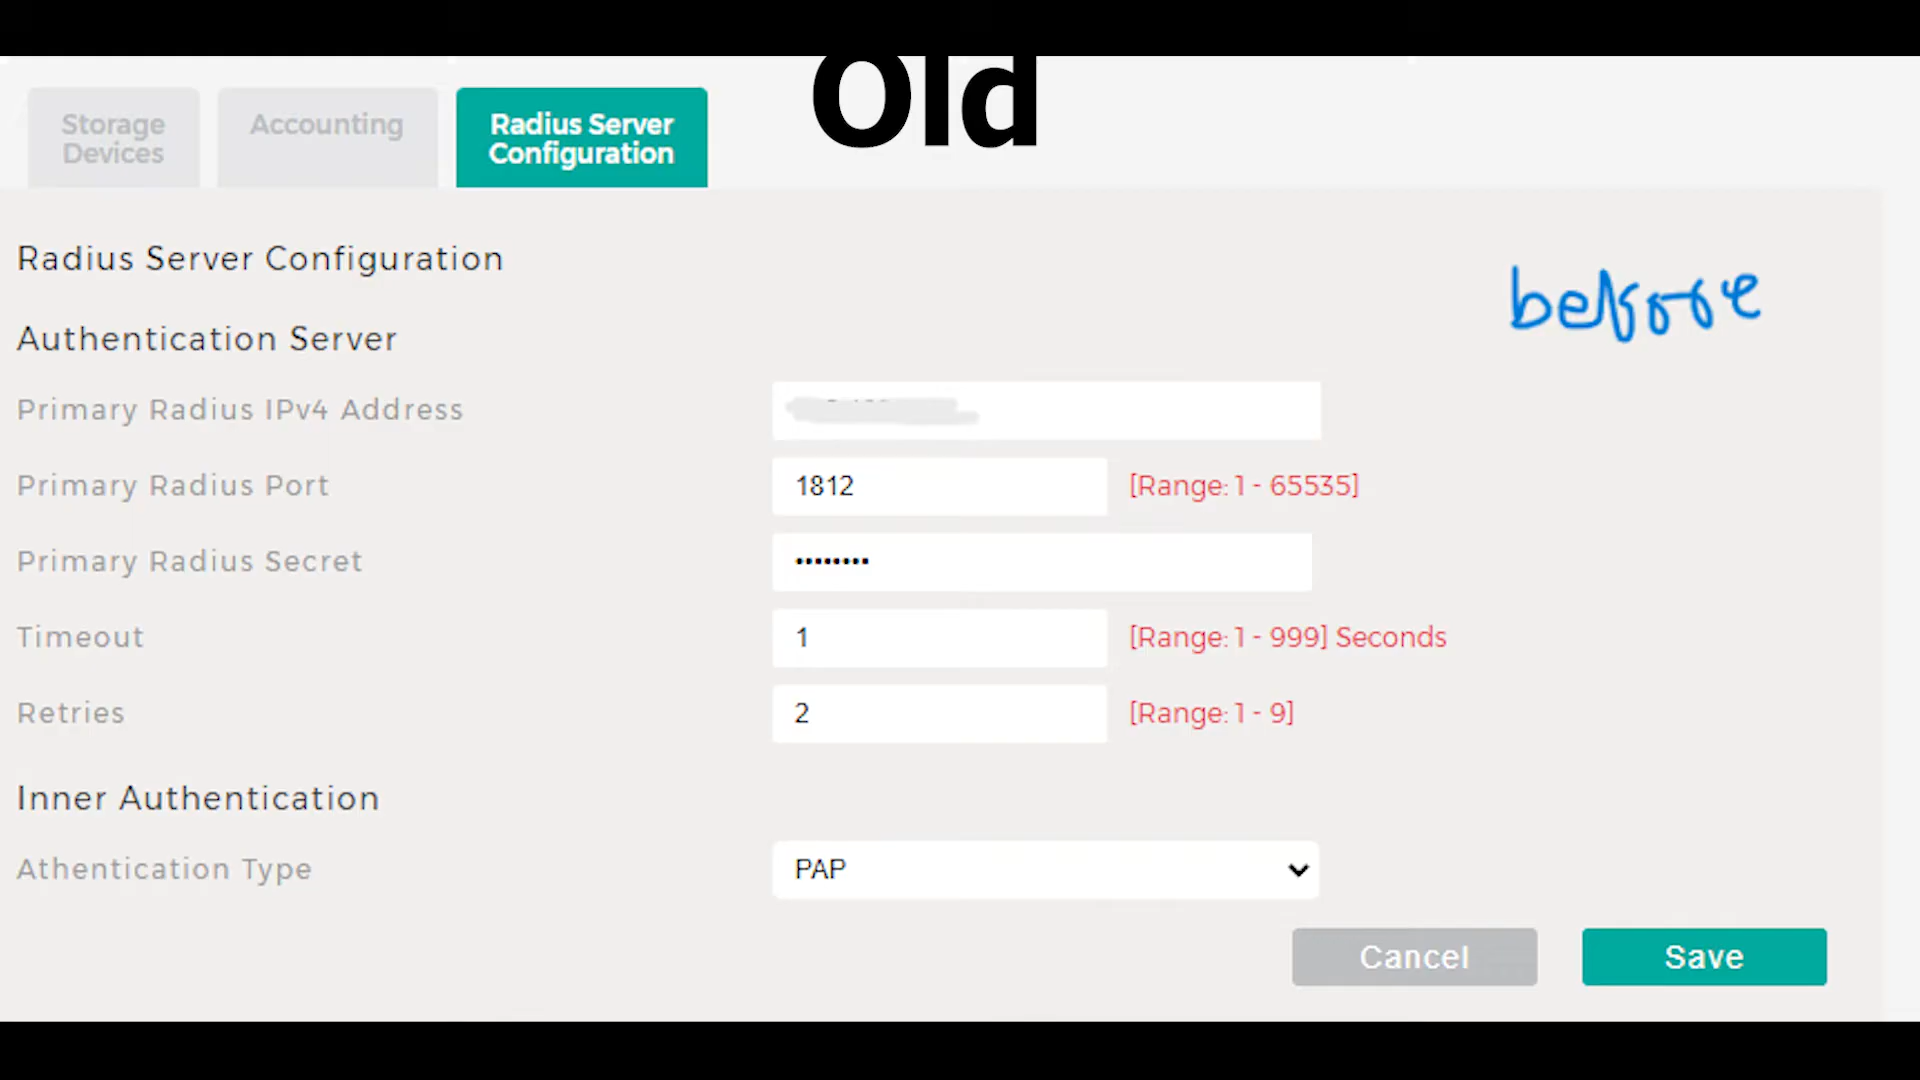 Old
Storage
Devices
Accounting
Radius Server
Configuration
Radius Server Configuration
before
Authentication Server
Primary Radius IPv4 Address
Primary Radius Port
1812
[Range: 1 - 65535]
Primary Radius Secret
••••••••
Timeout
1
[Range: 1 - 999] Seconds
Retries
2
[Range: 1 - 9]
Inner Authentication
Athentication Type
PAP
Cancel
Save